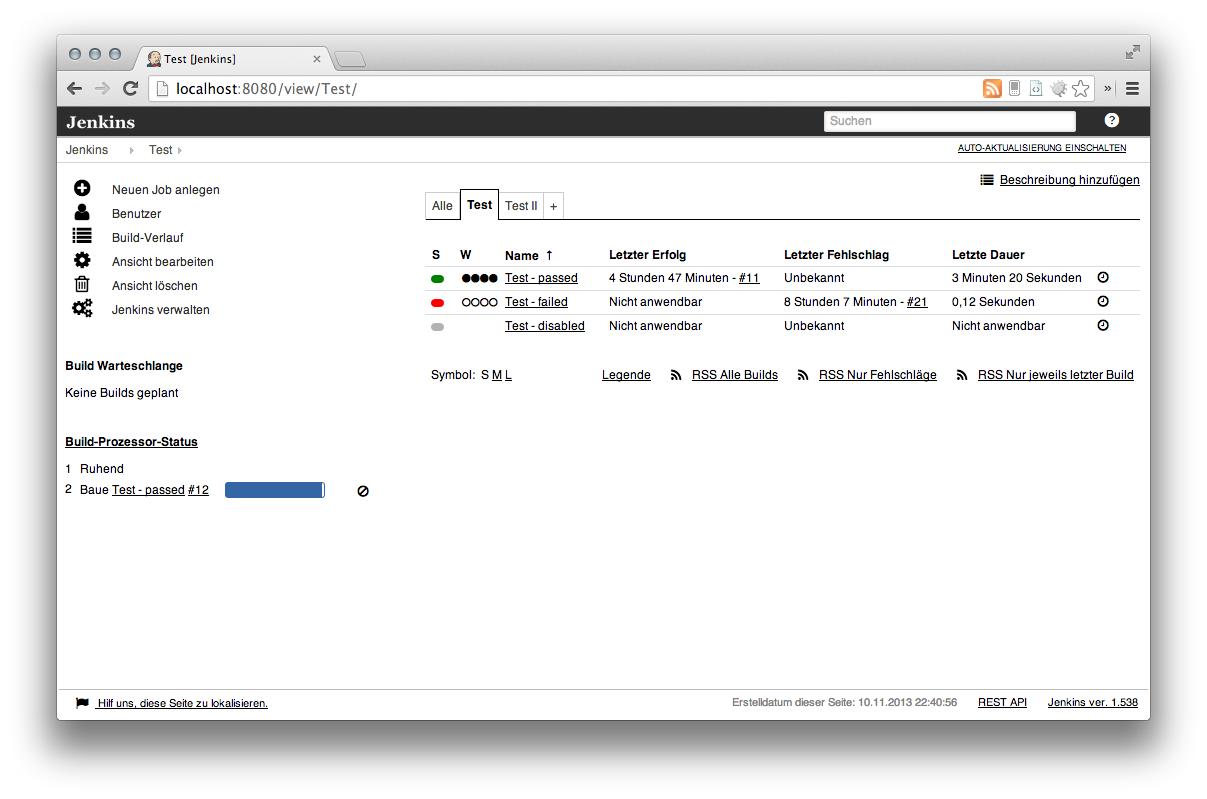 Test [Jenkins]
localhost:8080/view/Test/
Jenkins
Suchen
Jenkins Test
AUTO-AKTUALISIERUNG EINSCHALTEN
Neuen Job anlegen
Benutzer
Build-Verlauf
Ansicht bearbeiten
Ansicht löschen
Jenkins verwalten
Build Warteschlange
Keine Builds geplant
Build-Prozessor-Status
1 Ruhend
2 Baue Test - passed #12
Beschreibung hinzufügen
Alle Test Test II +
S W Name ↑ Letzter Erfolg Letzter Fehlschlag Letzte Dauer
Test - passed 4 Stunden 47 Minuten - #11 Unbekannt 3 Minuten 20 Sekunden
Test - failed Nicht anwendbar 8 Stunden 7 Minuten - #21 0,12 Sekunden
Test - disabled Nicht anwendbar Unbekannt Nicht anwendbar
Symbol: S M L Legende RSS Alle Builds RSS Nur Fehlschläge RSS Nur jeweils letzter Build
Hilf uns, diese Seite zu lokalisieren. Erstelldatum dieser Seite: 10.11.2013 22:40:56 REST API Jenkins ver. 1.538